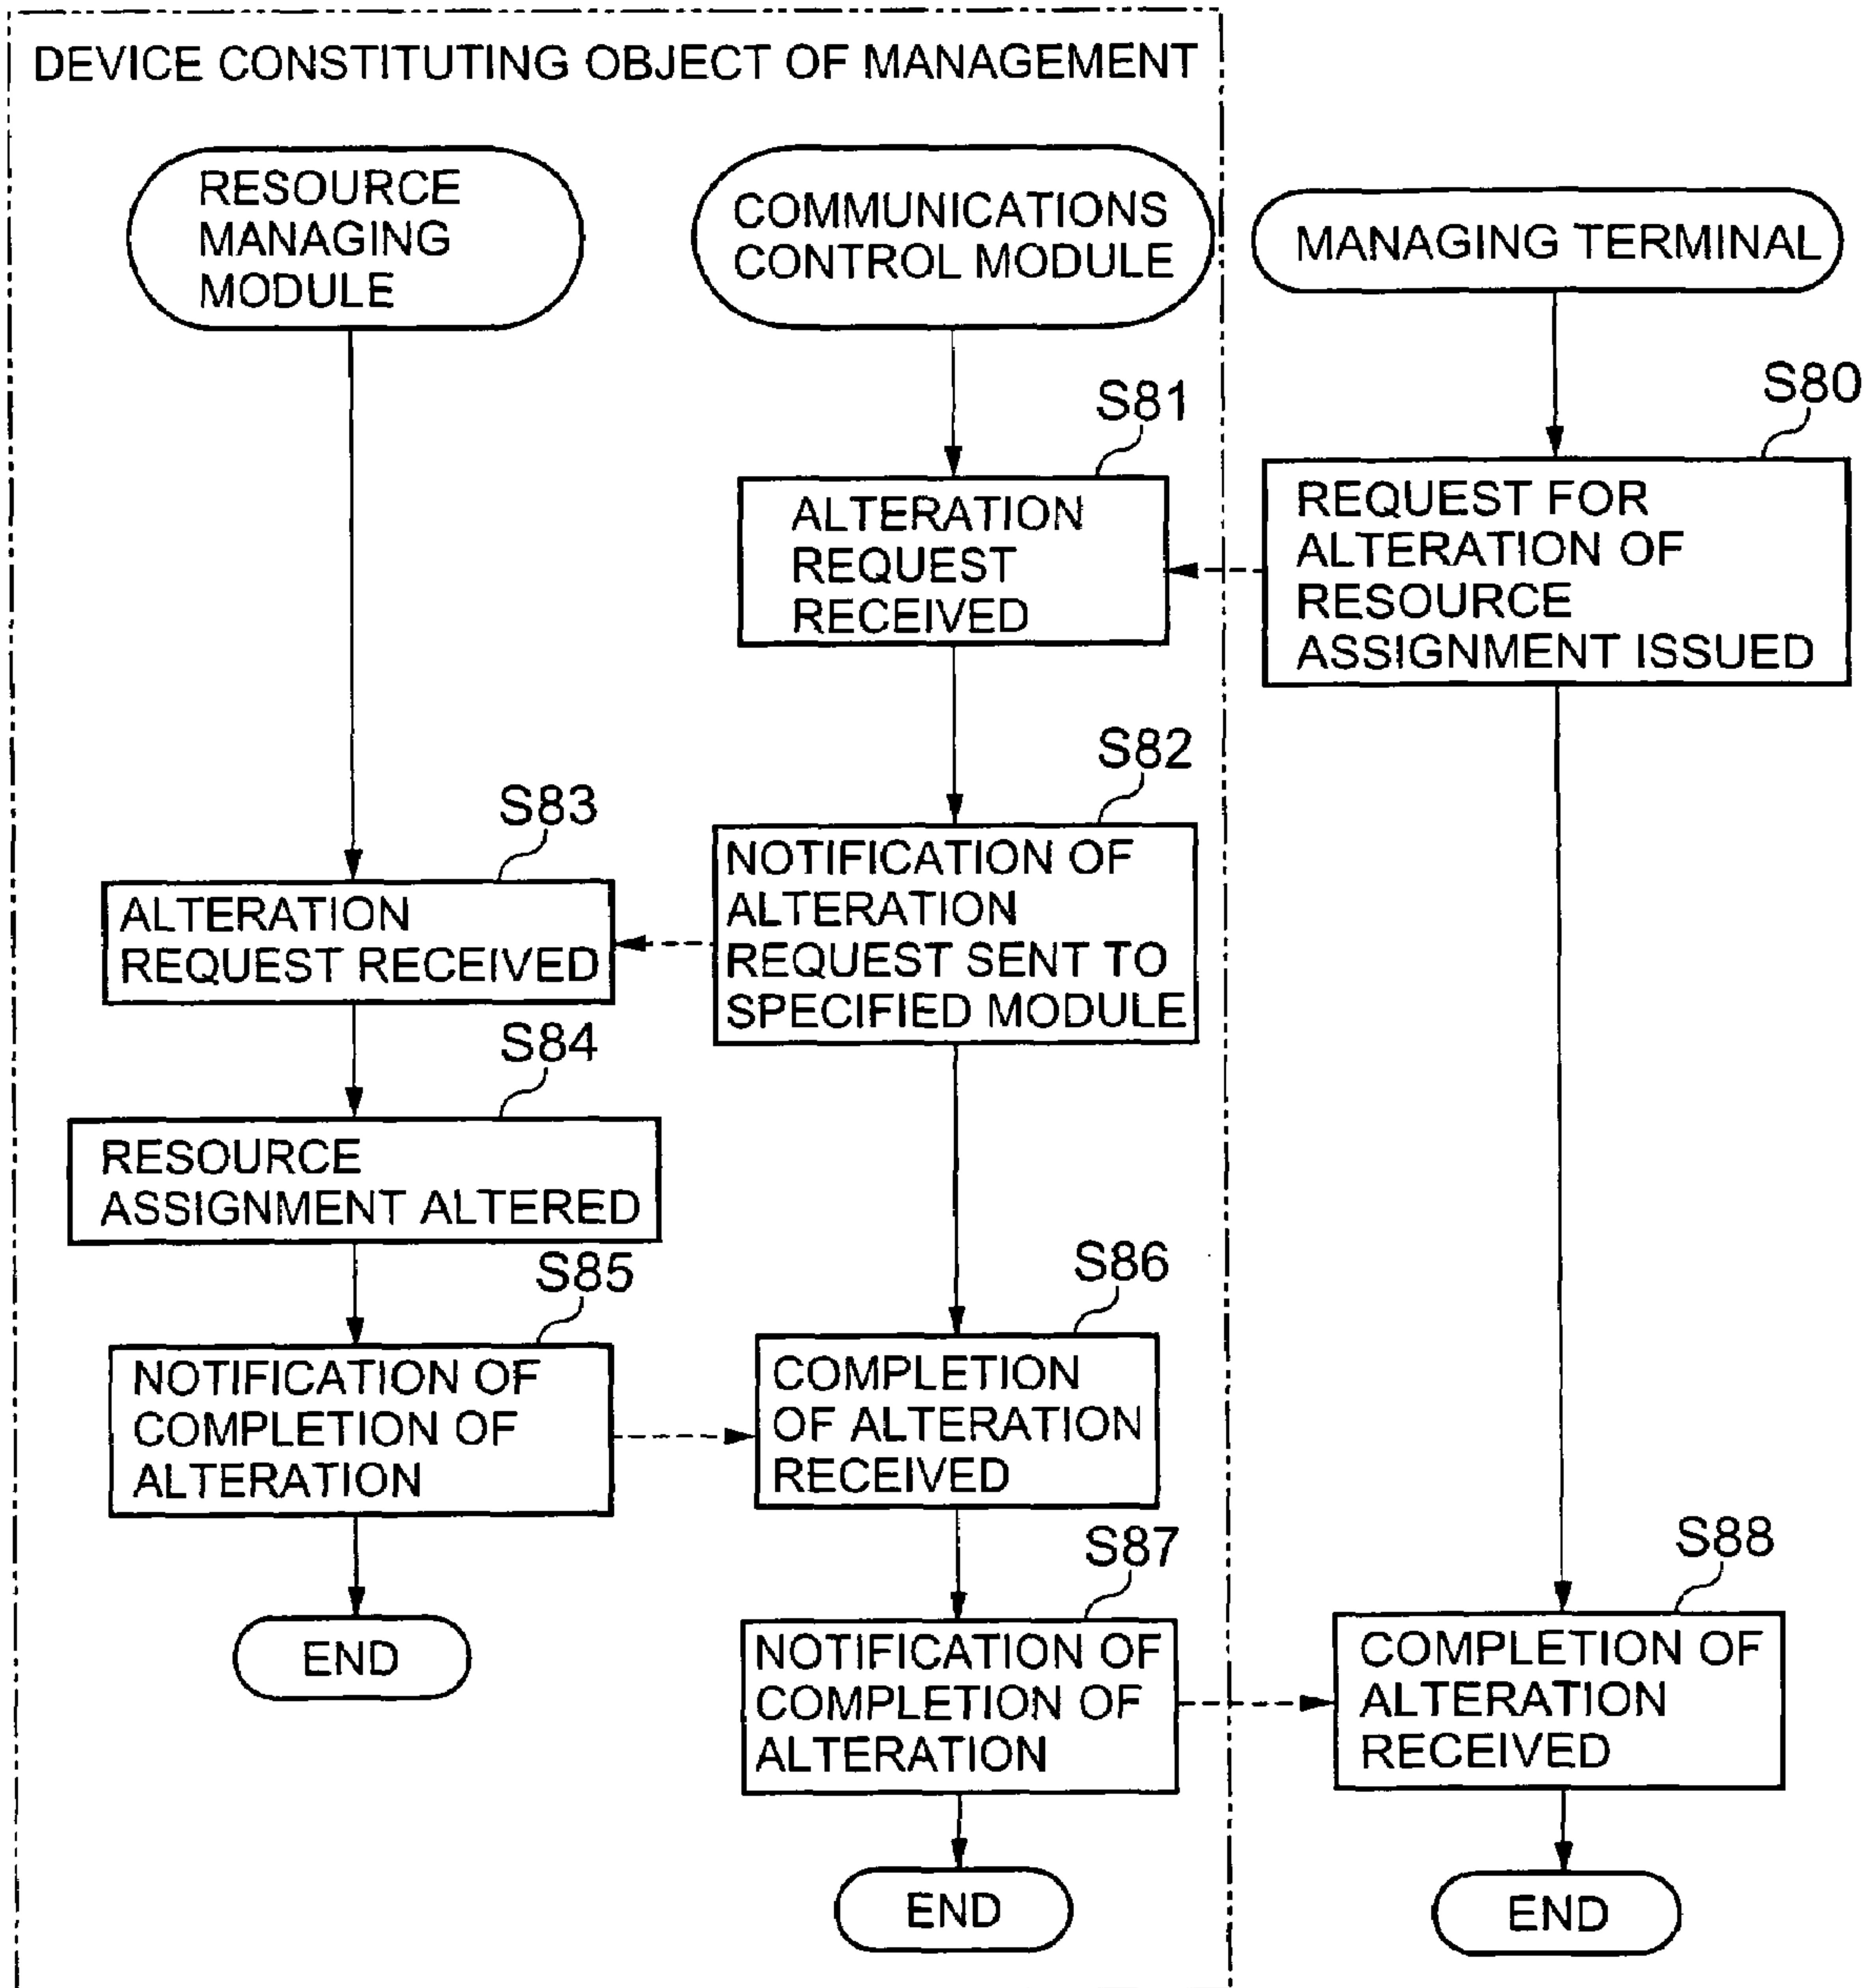 DEVICE CONSTITUTING OBJECT OF MANAGEMENT
RESOURCE
MANAGING
MODULE
COMMUNICATIONS
CONTROL MODULE
MANAGING TERMINAL
S80
REQUEST FOR
ALTERATION OF
RESOURCE
ASSIGNMENT ISSUED
S81
ALTERATION
REQUEST
RECEIVED
S82
NOTIFICATION OF
ALTERATION
REQUEST SENT TO
SPECIFIED MODULE
S83
ALTERATION
REQUEST RECEIVED
S84
RESOURCE
ASSIGNMENT ALTERED
S85
NOTIFICATION OF
COMPLETION OF
ALTERATION
END
S86
COMPLETION
OF ALTERATION
RECEIVED
S87
NOTIFICATION OF
COMPLETION OF
ALTERATION
END
S88
COMPLETION OF
ALTERATION
RECEIVED
END